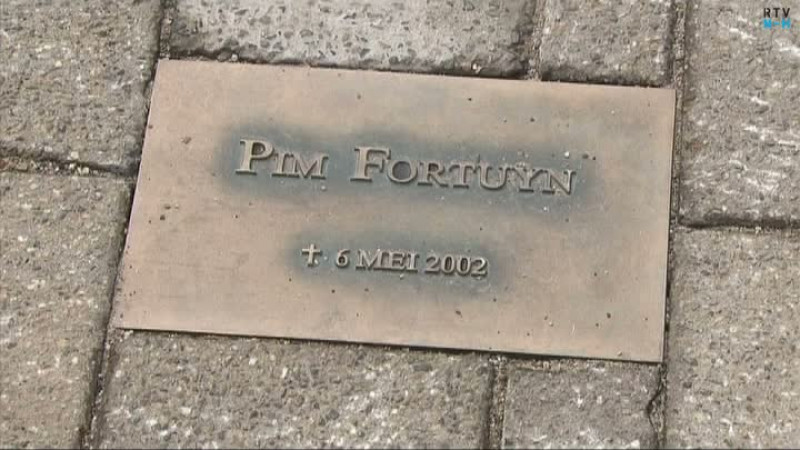 RTV
N-H
PIM FORTUYN
† 6 MEI 2002